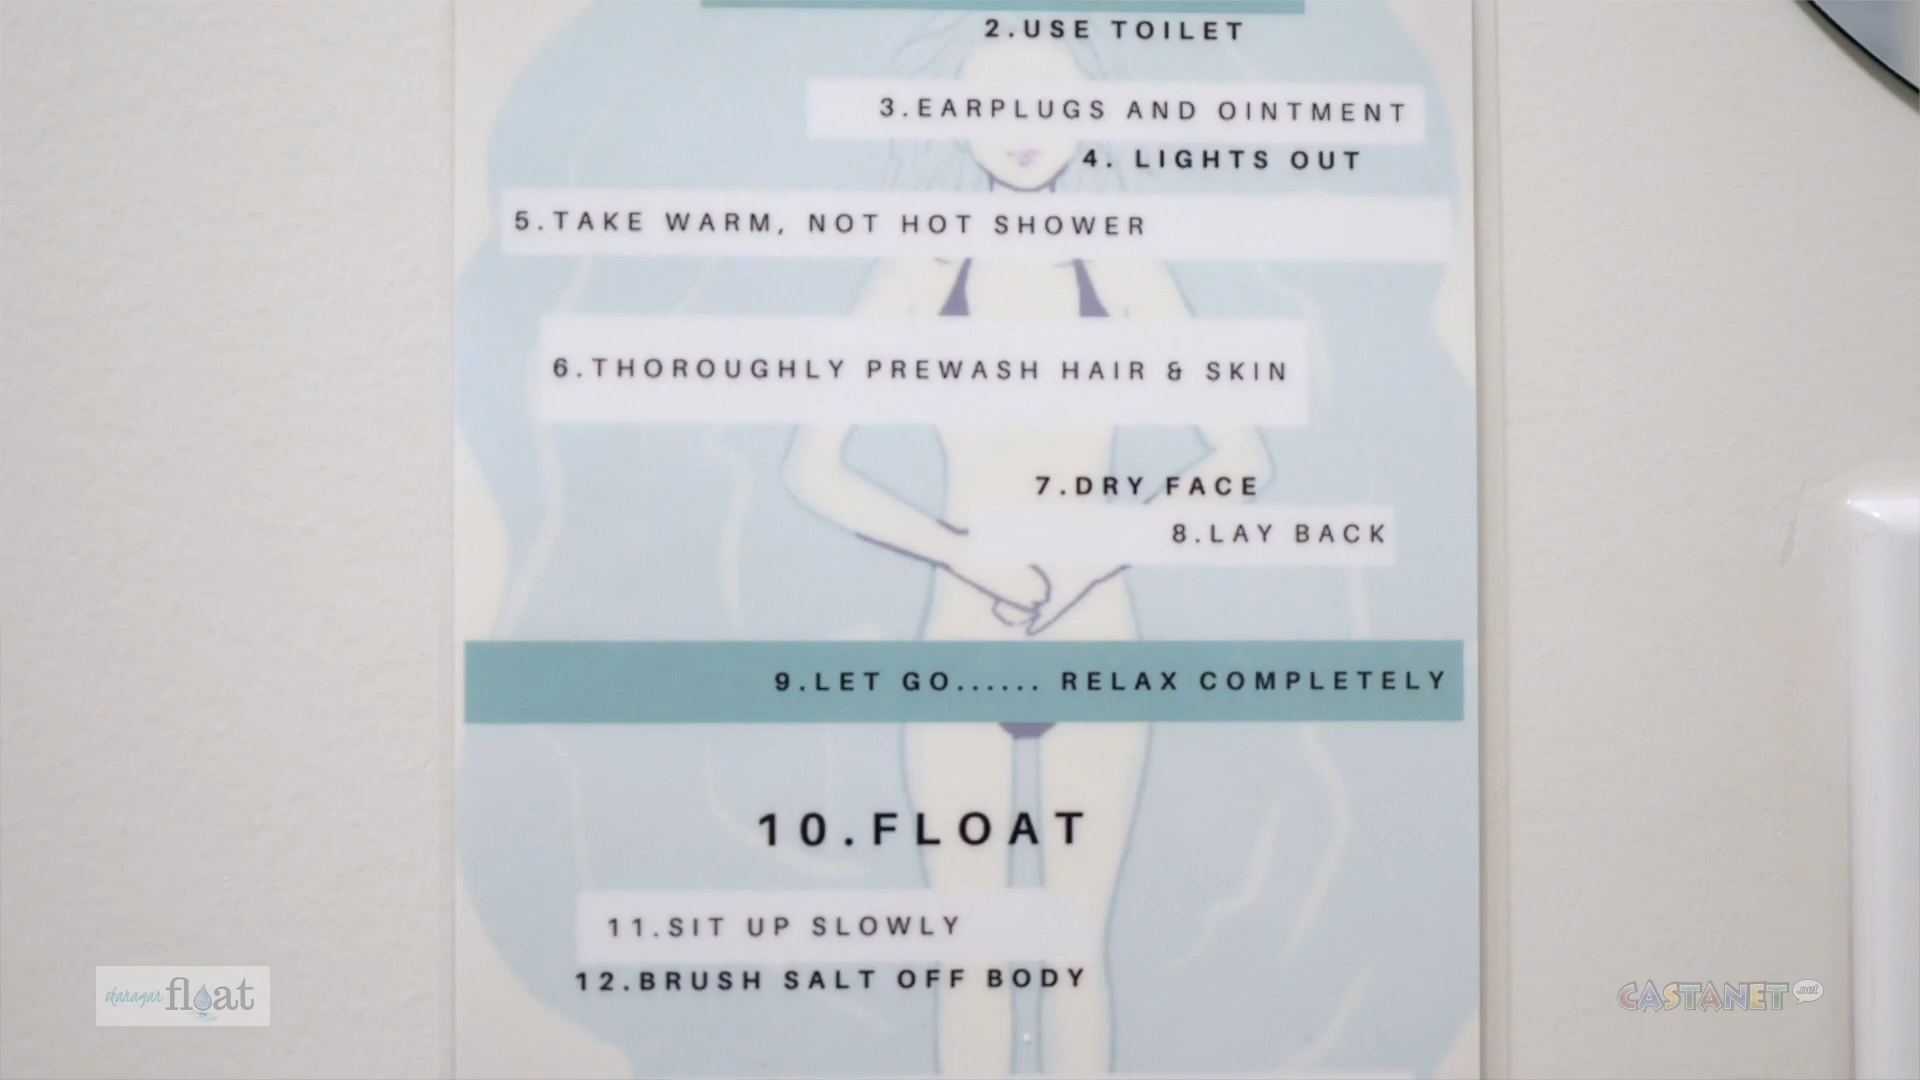 2.USE TOILET
3.EARPLUGS AND OINTMENT
4. LIGHTS OUT
5.TAKE WARM, NOT HOT SHOWER
6.THOROUGHLY PREWASH HAIR & SKIN
7.DRY FACE
8.LAY BACK
9.LET GO...... RELAX COMPLETELY
10.FLOAT
11.SIT UP SLOWLY
12.BRUSH SALT OFF BODY
okanagan float
CASTANET.net